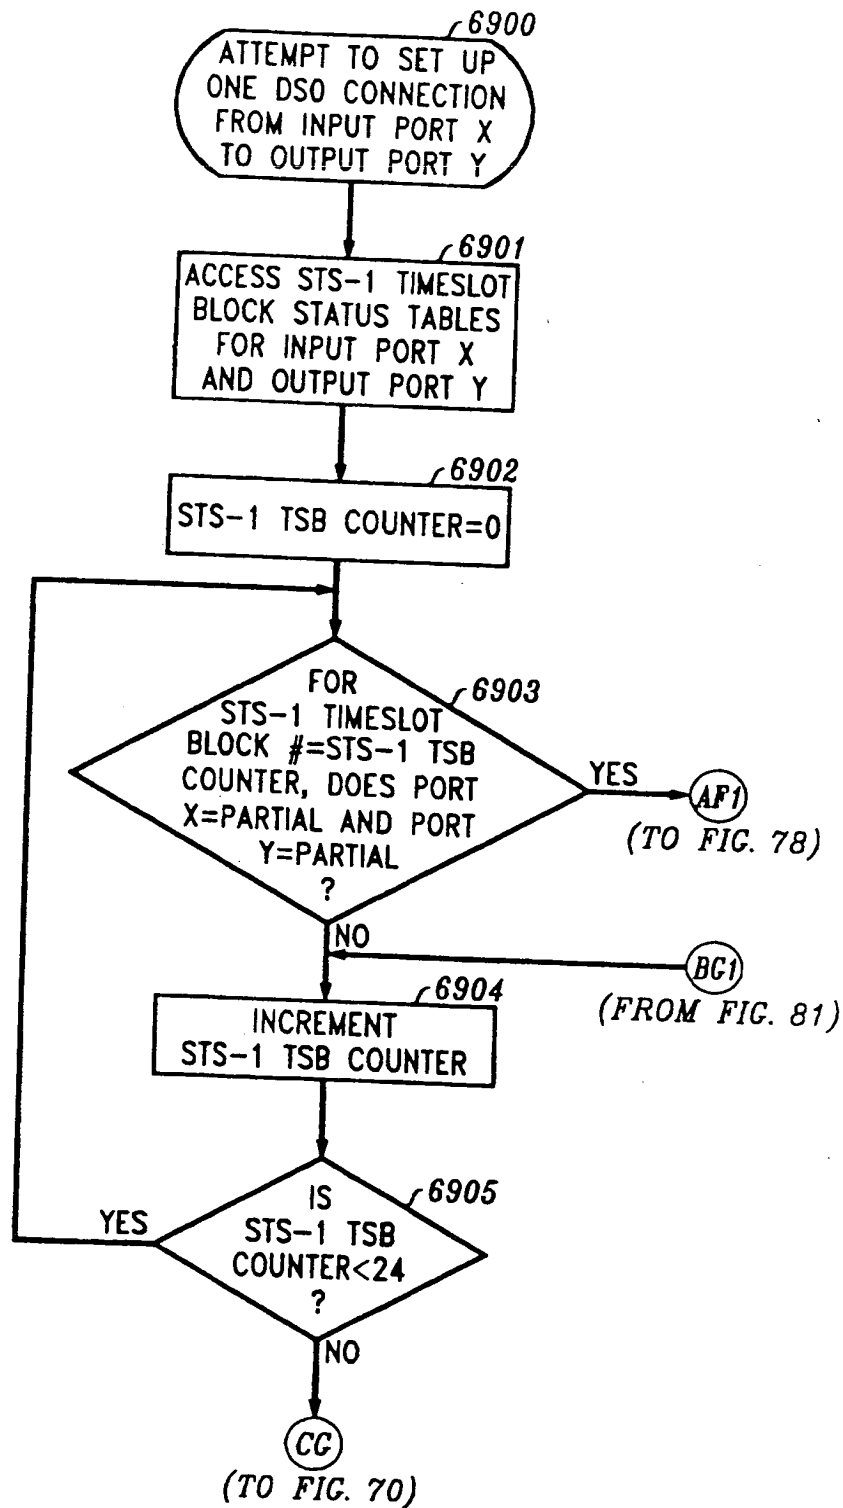 6900
ATTEMPT TO SET UP
ONE DS0 CONNECTION
FROM INPUT PORT X
TO OUTPUT PORT Y
6901
ACCESS STS-1 TIMESLOT
BLOCK STATUS TABLES
FOR INPUT PORT X
AND OUTPUT PORT Y
6902
STS-1 TSB COUNTER=0
6903
FOR
STS-1 TIMESLOT
BLOCK #=STS-1 TSB
COUNTER, DOES PORT
X=PARTIAL AND PORT
Y=PARTIAL
?
YES
AF1
(TO FIG. 78)
NO
BG1
(FROM FIG. 81)
6904
INCREMENT
STS-1 TSB COUNTER
6905
IS
STS-1 TSB
COUNTER<24
?
YES
NO
CG
(TO FIG. 70)